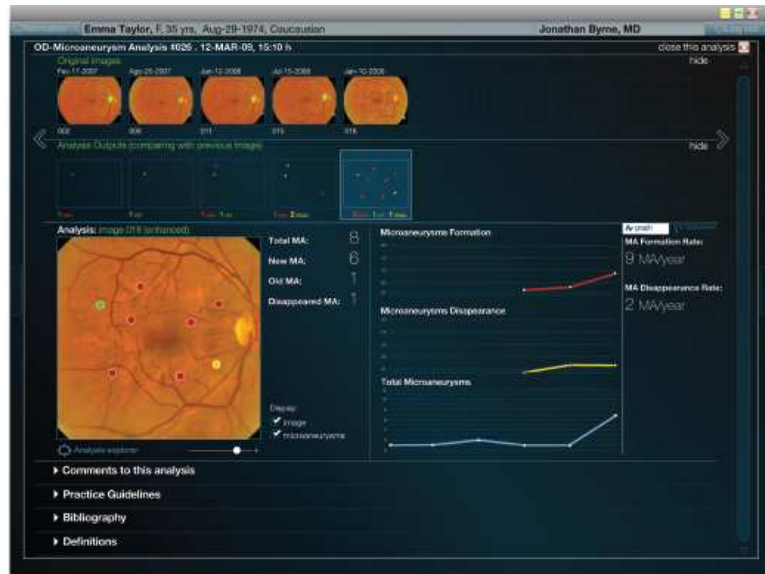 Emma Taylor, F, 35 yrs, Aug-29-1974, Caucasian
Jonathan Byrne, MD
OD-Microaneurysm Analysis #026 . 12-MAR-09, 15:10 h
close this analysis
Original images
hide
Fev-17-2007
Ago-25-2007
Jan-12-2008
Jul-15-2008
Jan-10-2009
002
006
011
015
018
Analysis Outputs (comparing with previous image)
hide
Analysis: image 018 (enhanced)
Total MA: 8
New MA: 6
Old MA: 1
Disappeared MA: 1
Display:
image
microaneurysms
Analysis explorer
Microaneurysms Formation
Microaneurysms Disapearance
Total Microaneurysms
graph
MA Formation Rate:
9 MA/year
MA Disappearance Rate:
2 MA/year
Comments to this analysis
Practice Guidelines
Bibliography
Definitions